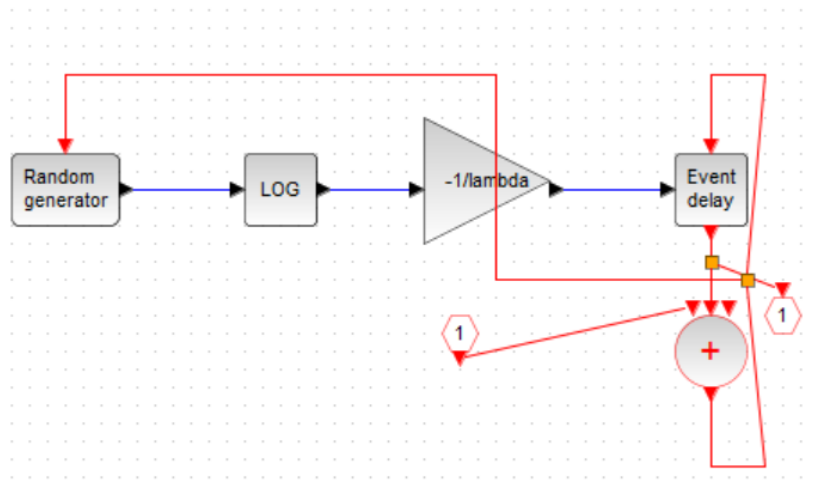 Random
generator
LOG
-1/lambda
Event
delay
1
1
+